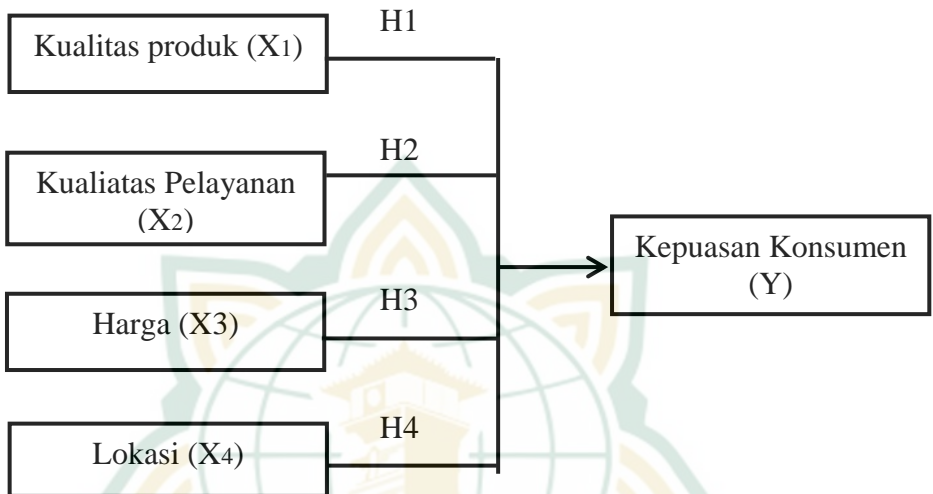 H1
Kualitas produk (X1)
H2
Kualiatas Pelayanan
(X2)
H3
Harga (X3)
H4
Lokasi (X4)
Kepuasan Konsumen
(Y)